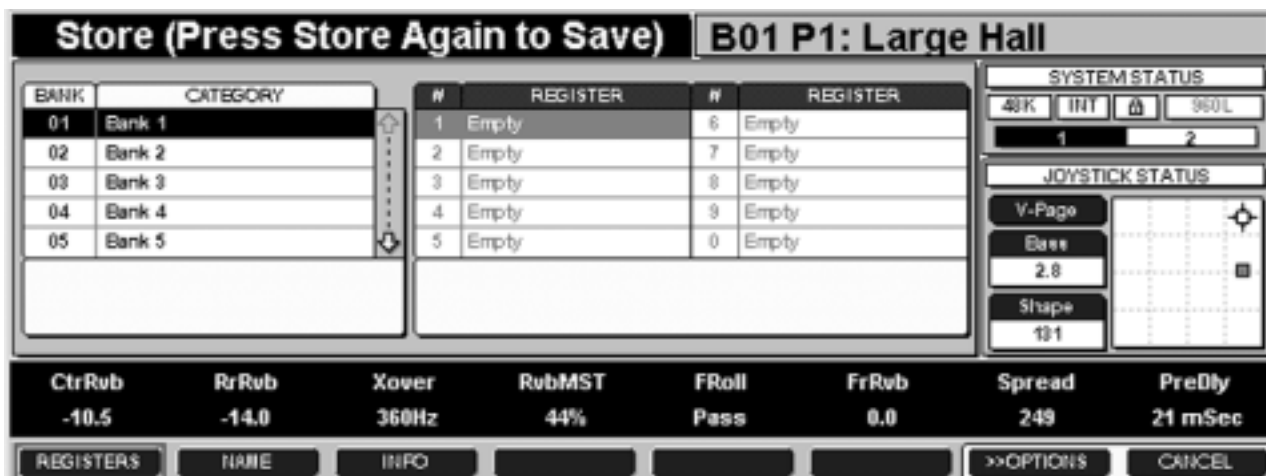 Store (Press Store Again to Save) B01 P1: Large Hall
SYSTEM STATUS
48K INT 960L
1 2
BANK CATEGORY # REGISTER # REGISTER
01 Bank 1 1 Empty 6 Empty
02 Bank 2 2 Empty 7 Empty
03 Bank 3 3 Empty 8 Empty
04 Bank 4 4 Empty 9 Empty
05 Bank 5 5 Empty 0 Empty
JOYSTICK STATUS
V-Page
Bass
2.8
Shape
131
CtrRvb RrRvb Xover RvbMST FRoll FrRvb Spread PreDly
-10.5 -14.0 360Hz 44% Pass 0.0 249 21 mSec
REGISTERS NAME INFO >>OPTIONS CANCEL